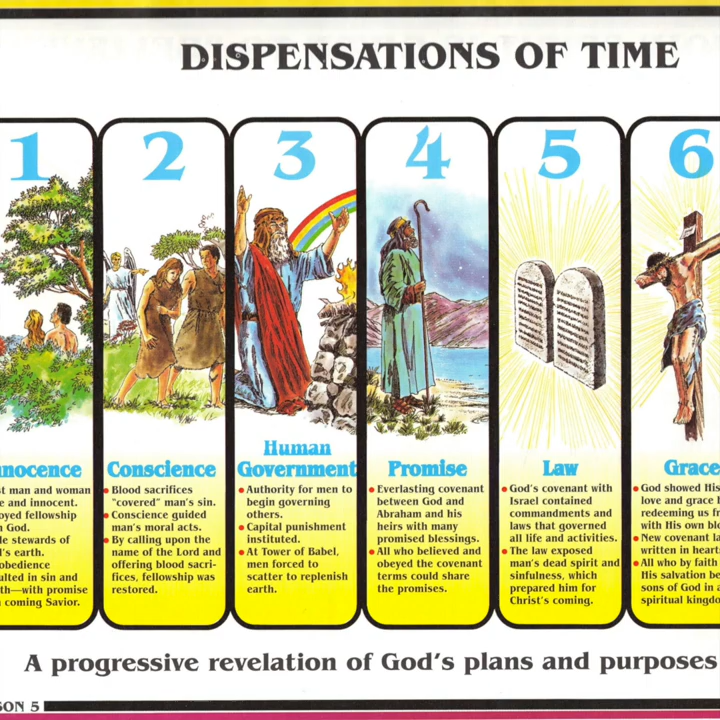 DISPENSATIONS OF TIME
1
nnocence
st man and woman
e and innocent.
oyed fellowship
h God.
de stewards of
d's earth.
obedience
ulted in sin and
th—with promise
coming Savior.
2
Conscience
• Blood sacrifices
"covered" man's sin.
• Conscience guided
man's moral acts.
• By calling upon the
name of the Lord and
offering blood sacri-
fices, fellowship was
restored.
3
Human
Government
• Authority for men to
begin governing
others.
• Capital punishment
instituted.
• At Tower of Babel,
men forced to
scatter to replenish
earth.
4
Promise
• Everlasting covenant
between God and
Abraham and his
heirs with many
promised blessings.
• All who believed and
obeyed the covenant
terms could share
the promises.
5
Law
• God's covenant with
Israel contained
commandments and
laws that governed
all life and activities.
• The law exposed
man's dead spirit and
sinfulness, which
prepared him for
Christ's coming.
6
Grace
• God showed His
love and grace
redeeming us fr
with His own blo
• New covenant la
written in heart
• All who by faith
His salvation be
sons of God in a
spiritual kingdo
A progressive revelation of God's plans and purposes
SON 5